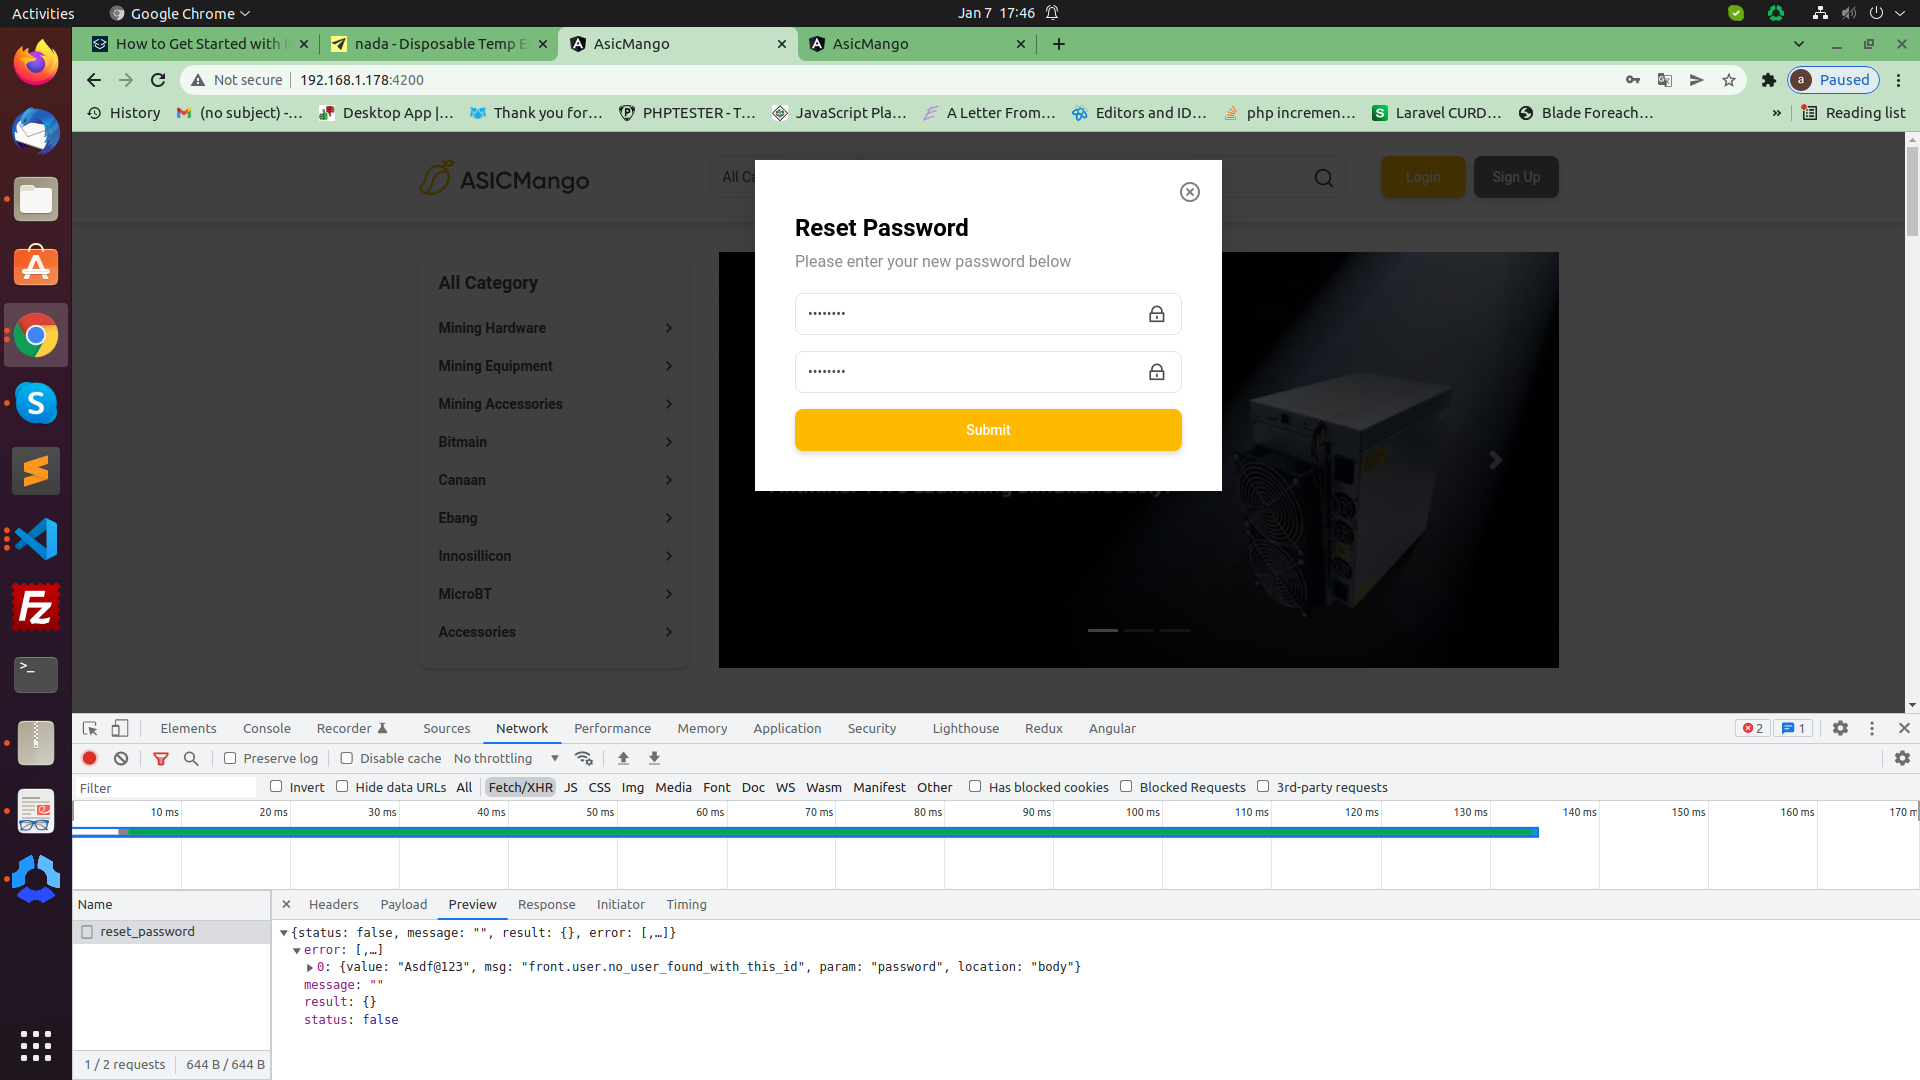 Activities
Google Chrome
Jan 7 17:46
How to Get Started with I
nada - Disposable Temp E
AsicMango
AsicMango
Not secure
192.168.1.178:4200
a
Paused
History
(no subject) -…
Desktop App |…
Thank you for…
PHPTESTER - T…
JavaScript Pla…
A Letter From…
Editors and ID…
php incremen…
Laravel CURD…
Blade Foreach…
»
Reading list
ASICMango
All Ca
Login
Sign Up
Reset Password
Please enter your new password below
••••••••
••••••••
Submit
All Category
Mining Hardware
Mining Equipment
Mining Accessories
Bitmain
Canaan
Ebang
Innosillicon
MicroBT
Accessories
Elements
Console
Recorder
Sources
Network
Performance
Memory
Application
Security
Lighthouse
Redux
Angular
2
1
Preserve log
Disable cache
No throttling
Filter
Invert
Hide data URLs
All
Fetch/XHR
JS
CSS
Img
Media
Font
Doc
WS
Wasm
Manifest
Other
Has blocked cookies
Blocked Requests
3rd-party requests
10 ms
20 ms
30 ms
40 ms
50 ms
60 ms
70 ms
80 ms
90 ms
100 ms
110 ms
120 ms
130 ms
140 ms
150 ms
160 ms
170 m
Name
Headers
Payload
Preview
Response
Initiator
Timing
reset_password
{status: false, message: "", result: {}, error: [,…]}
error: [,…]
0: {value: "Asdf@123", msg: "front.user.no_user_found_with_this_id", param: "password", location: "body"}
message: ""
result: {}
status: false
1 / 2 requests
644 B / 644 B